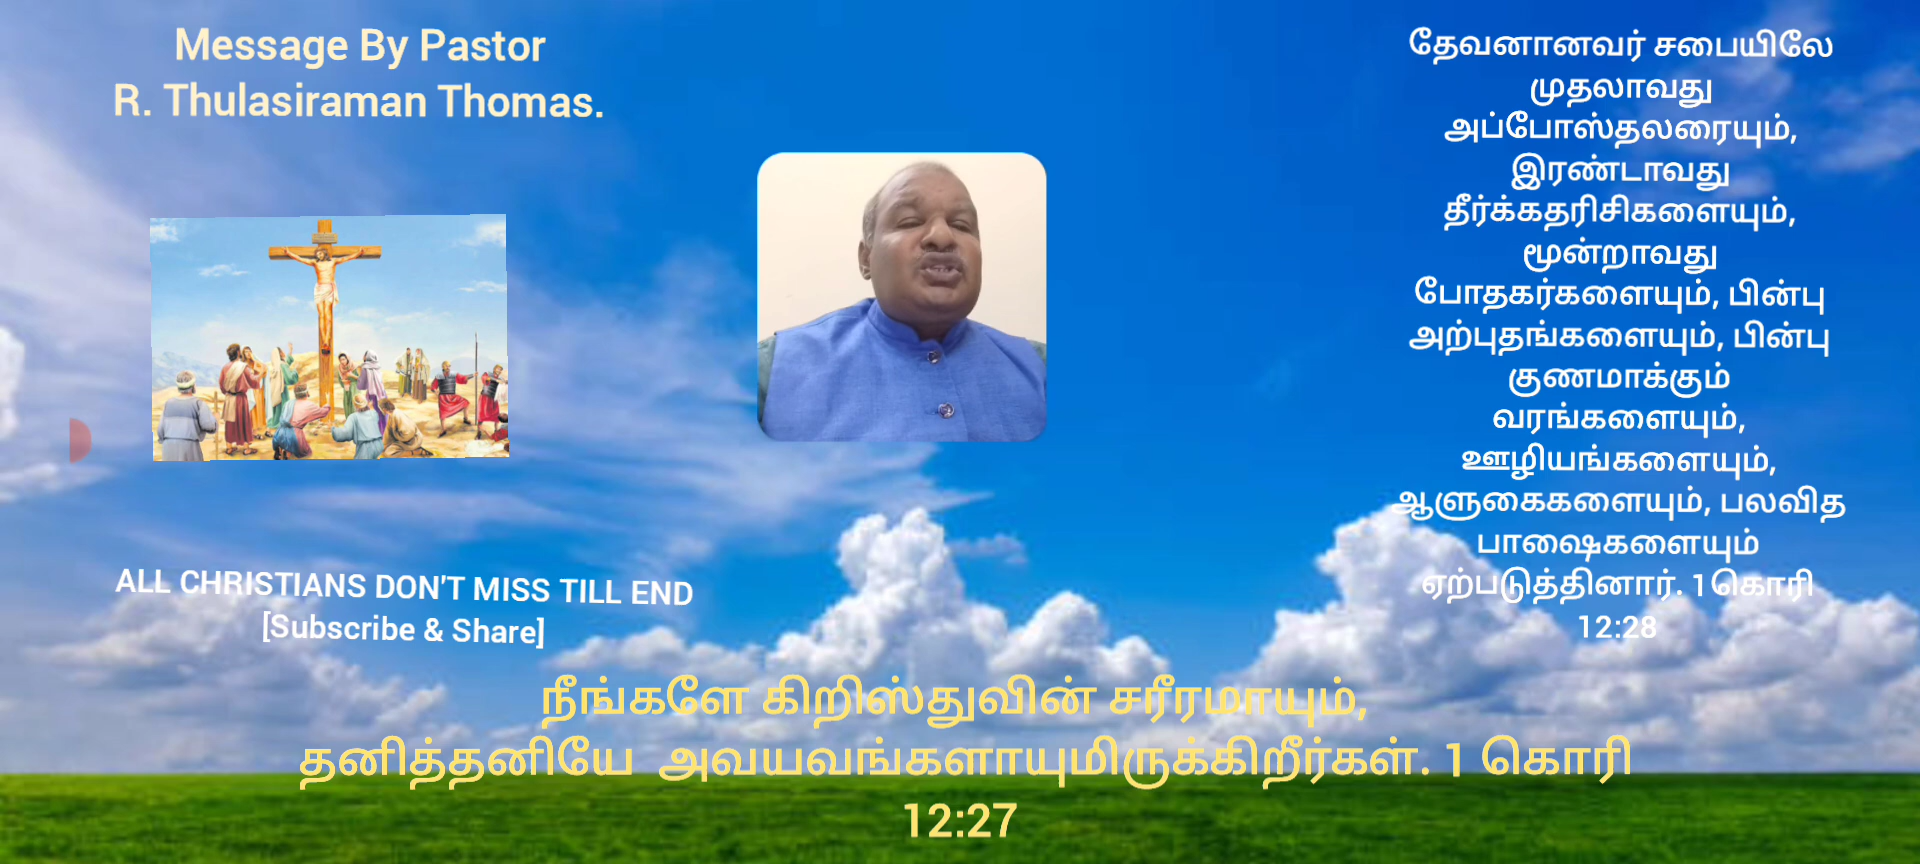 Message By Pastor
R. Thulasiraman Thomas.
தேவனானவர் சபையிலே
முதலாவது
அப்போஸ்தலரையும்,
இரண்டாவது
தீர்க்கதரிசிகளையும்,
மூன்றாவது
போதகர்களையும், பின்பு
அற்புதங்களையும், பின்பு
குணமாக்கும்
வரங்களையும்,
ஊழியங்களையும்,
ஆளுகைகளையும், பலவித
பாஷைகளையும்
ஏற்படுத்தினார். 1கொரி
12:28
ALL CHRISTIANS DON'T MISS TILL END
[Subscribe & Share]
நீங்களே கிறிஸ்துவின் சரீரமாயும்,
தனித்தனியே அவயவங்களாயுமிருக்கிறீர்கள். 1 கொரி
12:27